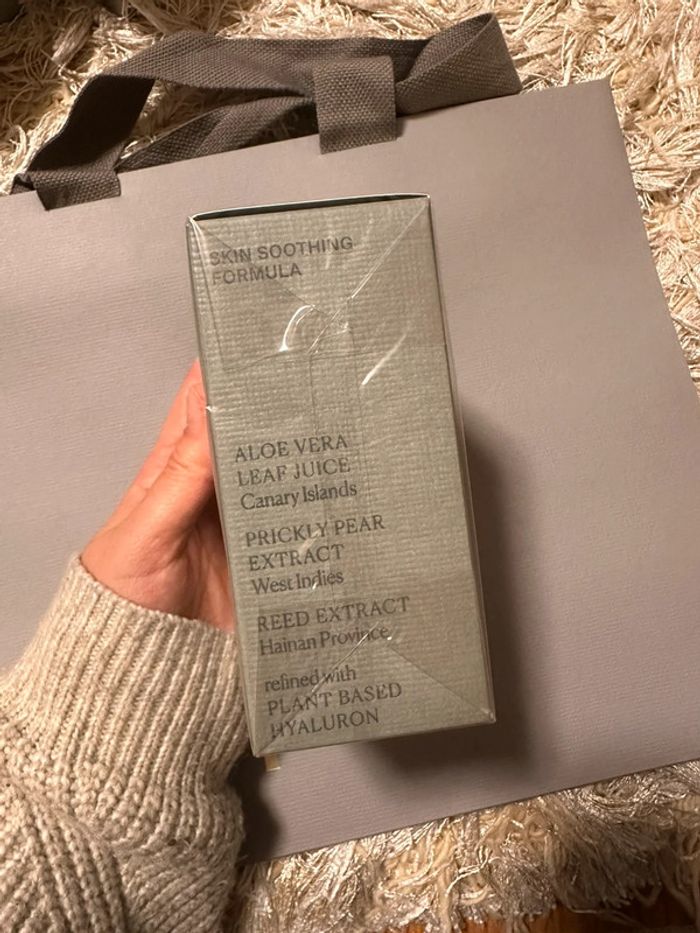 SKIN SOOTHING
FORMULA
ALOE VERA
LEAF JUICE
Canary Islands
PRICKLY PEAR
EXTRACT
West Indies
REED EXTRACT
Hainan Province
refined with
PLANT BASED
HYALURON